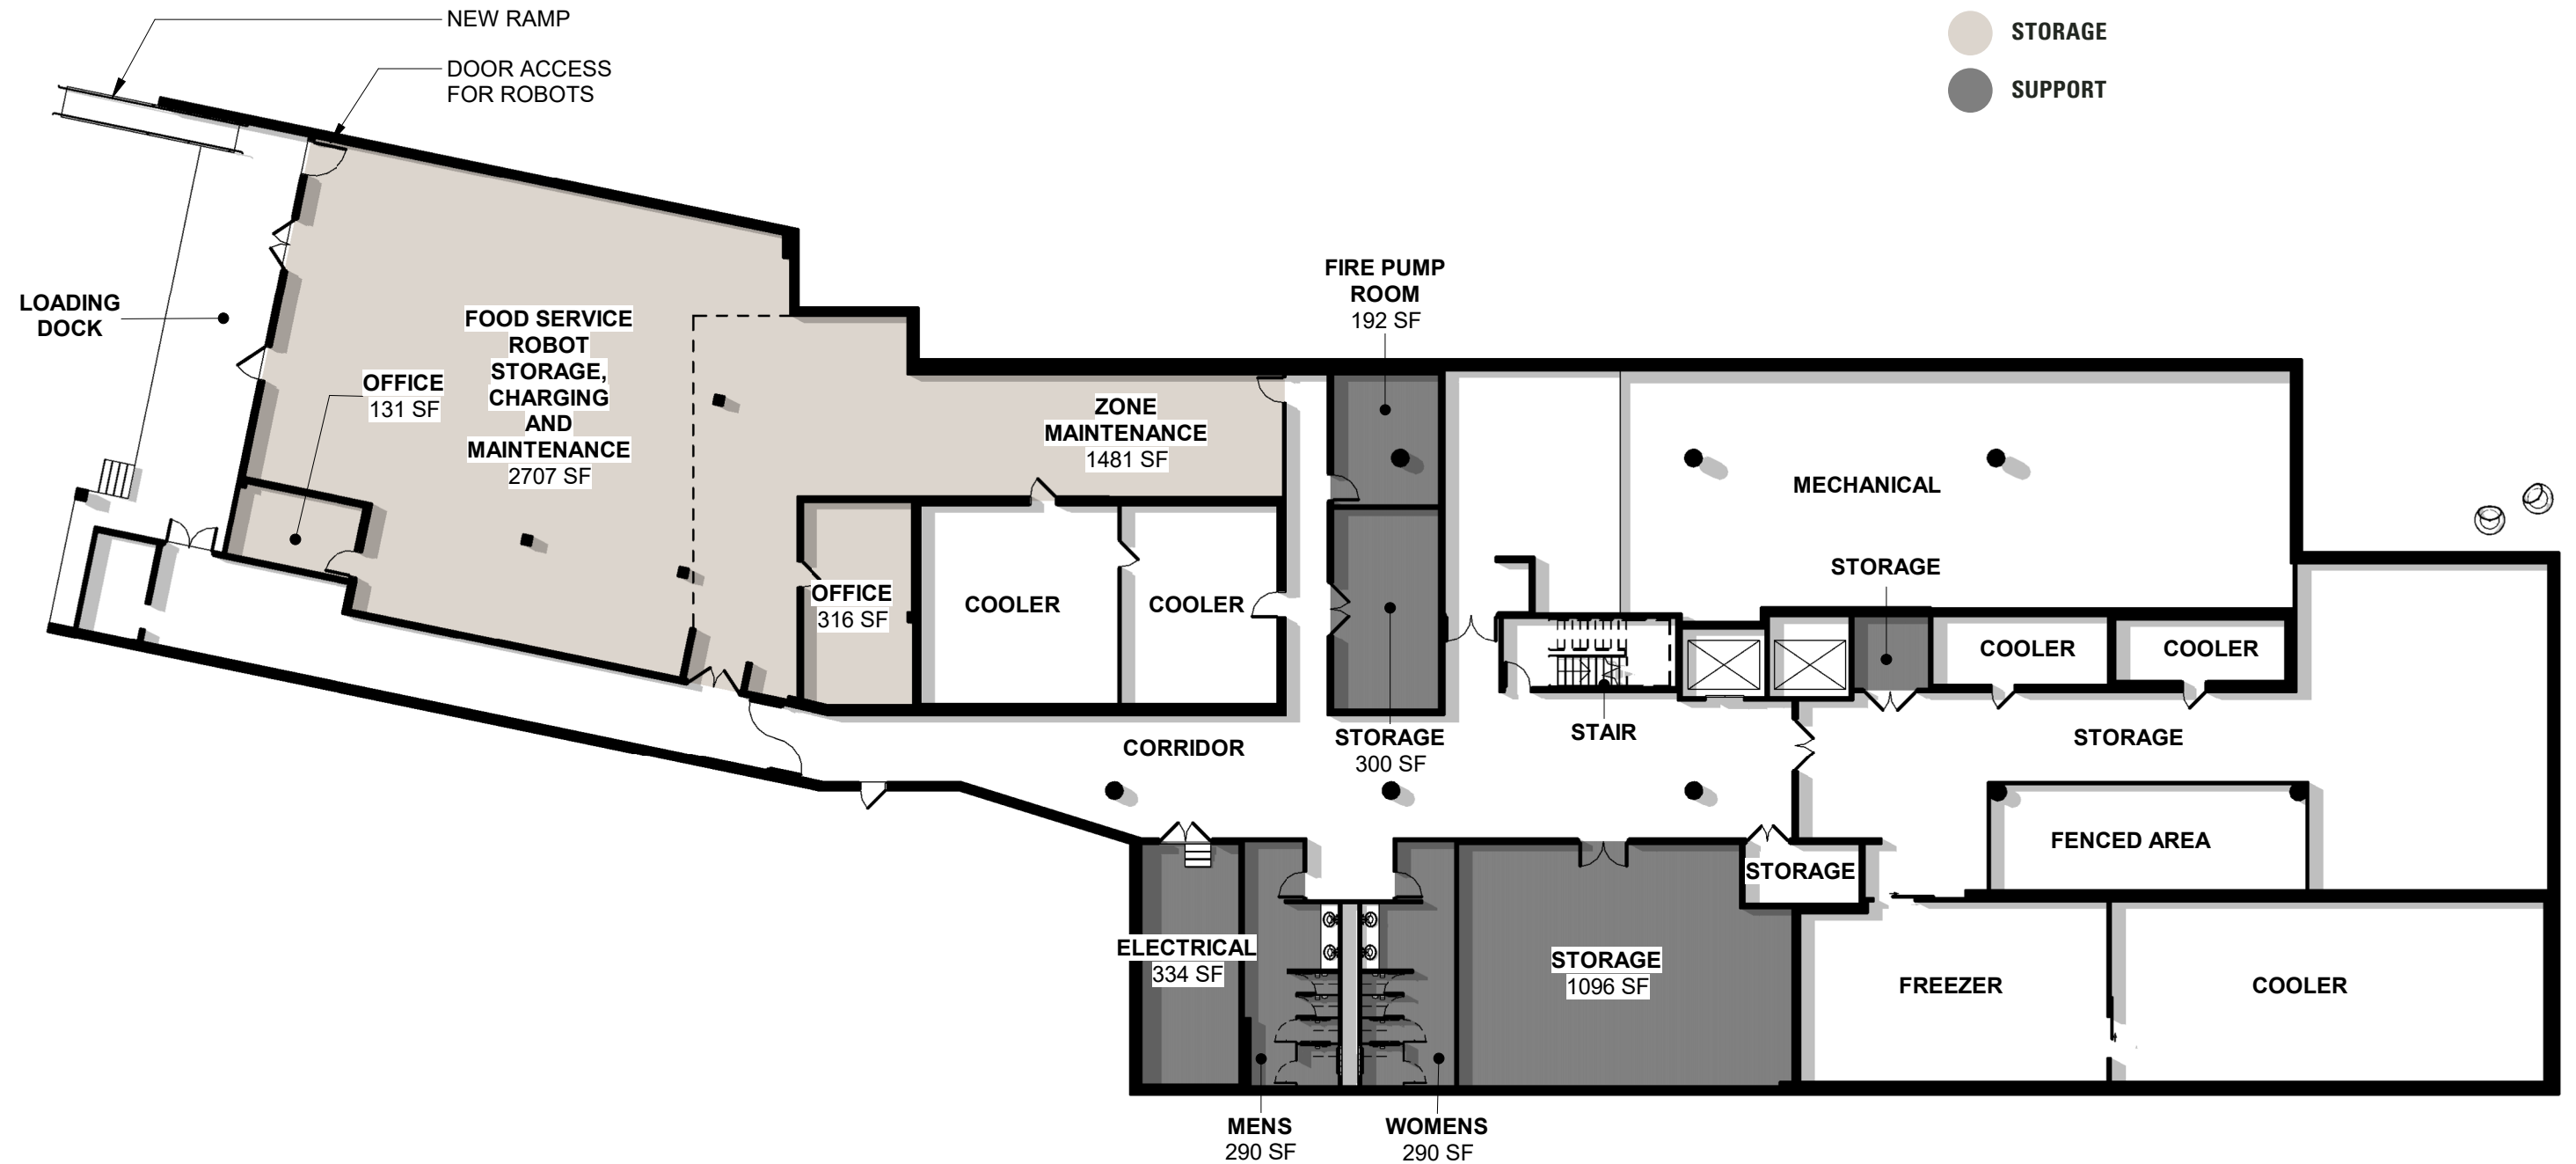 NEW RAMP
DOOR ACCESS
FOR ROBOTS
STORAGE
SUPPORT
LOADING
DOCK
OFFICE
131 SF
FOOD SERVICE
ROBOT
STORAGE,
CHARGING
AND
MAINTENANCE
2707 SF
ZONE
MAINTENANCE
1481 SF
FIRE PUMP
ROOM
192 SF
MECHANICAL
STORAGE
OFFICE
316 SF
COOLER
COOLER
COOLER
COOLER
CORRIDOR
STORAGE
300 SF
STAIR
STORAGE
FENCED AREA
STORAGE
ELECTRICAL
334 SF
STORAGE
1096 SF
FREEZER
COOLER
MENS
290 SF
WOMENS
290 SF